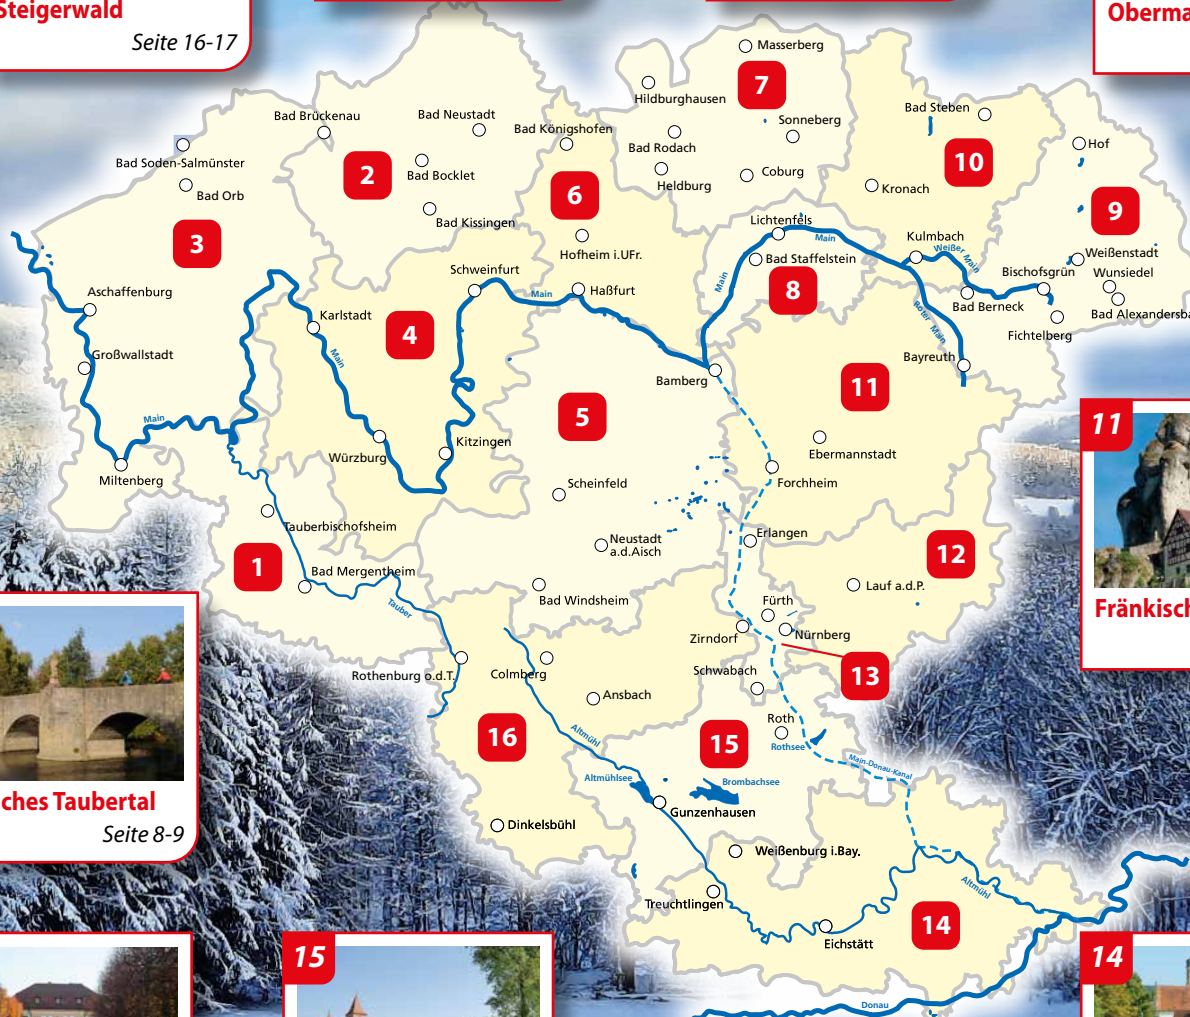 Steigerwald
Seite 16-17
Oberma
Masserberg
7
Hildburghausen
Bad Steben
Bad Brückenau
Bad Neustadt
Bad Königshofen
Sonneberg
Hof
Bad Rodach
10
Bad Soden-Salmünster
2
Bad Bocklet
Heldburg
Coburg
Kronach
Bad Orb
6
9
Bad Kissingen
Lichtenfels
3
Main
Kulmbach
Weißer Main
Hofheim i.UFr.
Bad Staffelstein
Weißenstadt
Schweinfurt
Bischofsgrün
Wunsiedel
Aschaffenburg
Main
Haßfurt
Main
8
Bad Berneck
Bad Alexandersba
Karlstadt
4
Roter Main
Fichtelberg
Großwallstadt
Main
Bayreuth
Bamberg
11
Main
5
11
Kitzingen
Würzburg
Ebermannstadt
Miltenberg
Scheinfeld
Forchheim
Tauberbischofsheim
Erlangen
Neustadt
a.d.Aisch
12
1
Bad Mergentheim
Lauf a.d.P.
Tauber
Bad Windsheim
Fürth
Fränkisch
Zirndorf
Nürnberg
Rothenburg o.d.T.
Colmberg
Schwabach
13
Ansbach
Roth
16
Altmühl
15
Rothsee
Main-Donau-Kanal
Altmühlsee
Brombachsee
ches Taubertal
Gunzenhausen
Seite 8-9
Dinkelsbühl
Weißenburg i.Bay.
Altmühl
Treuchtlingen
14
Eichstätt
15
14
Donau